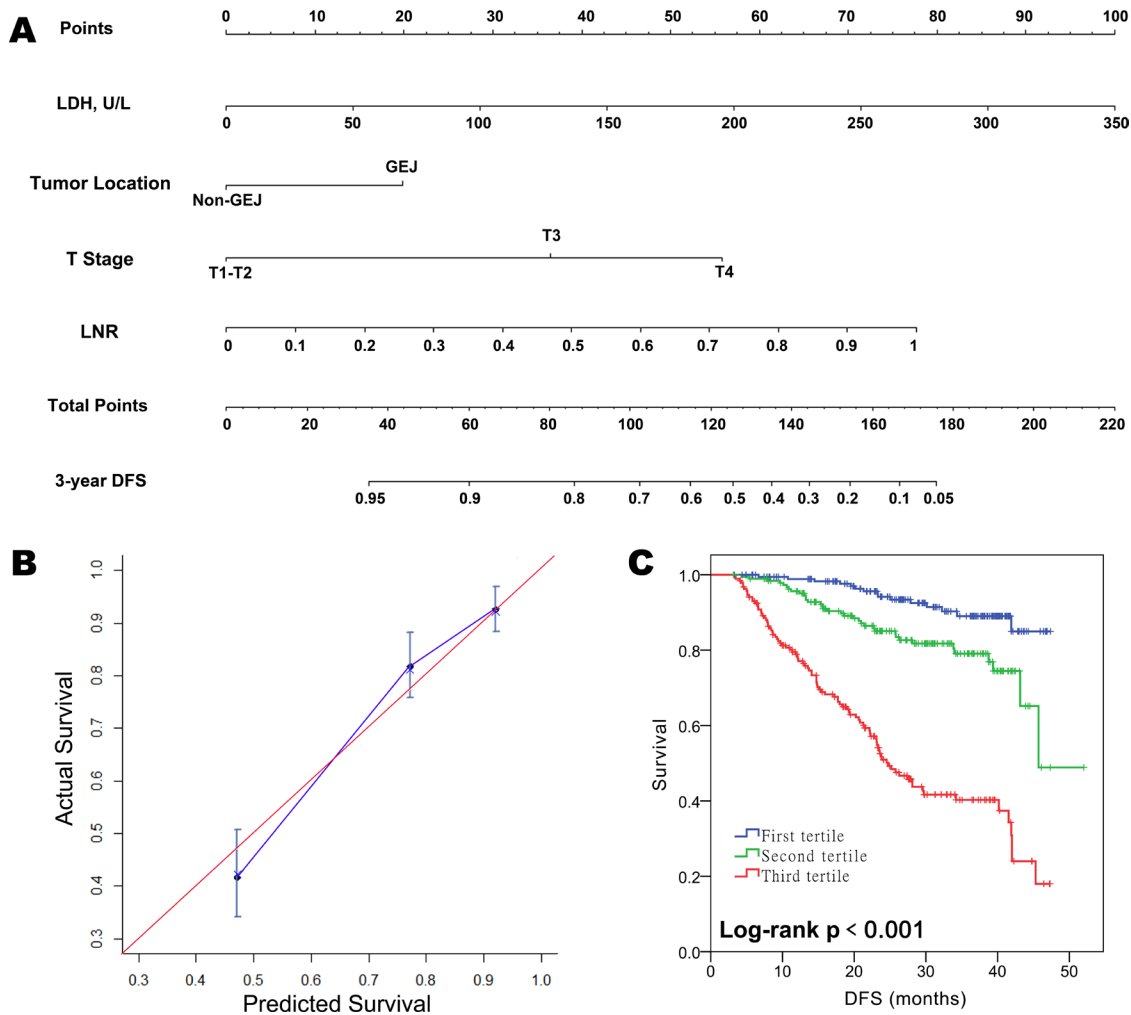 A
Points
0 10 20 30 40 50 60 70 80 90 100
LDH, U/L
0 50 100 150 200 250 300 350
Tumor Location
GEJ
Non-GEJ
T Stage
T3
T1-T2 T4
LNR
0 0.1 0.2 0.3 0.4 0.5 0.6 0.7 0.8 0.9 1
Total Points
0 20 40 60 80 100 120 140 160 180 200 220
3-year DFS
0.95 0.9 0.8 0.7 0.6 0.5 0.4 0.3 0.2 0.1 0.05
B
Actual Survival
1.0
0.9
0.8
0.7
0.6
0.5
0.4
0.3
0.3 0.4 0.5 0.6 0.7 0.8 0.9 1.0
Predicted Survival
C
Survival
1.0
0.8
0.6
0.4
0.2
0.0
First tertile
Second tertile
Third tertile
Log-rank p < 0.001
0 10 20 30 40 50
DFS (months)